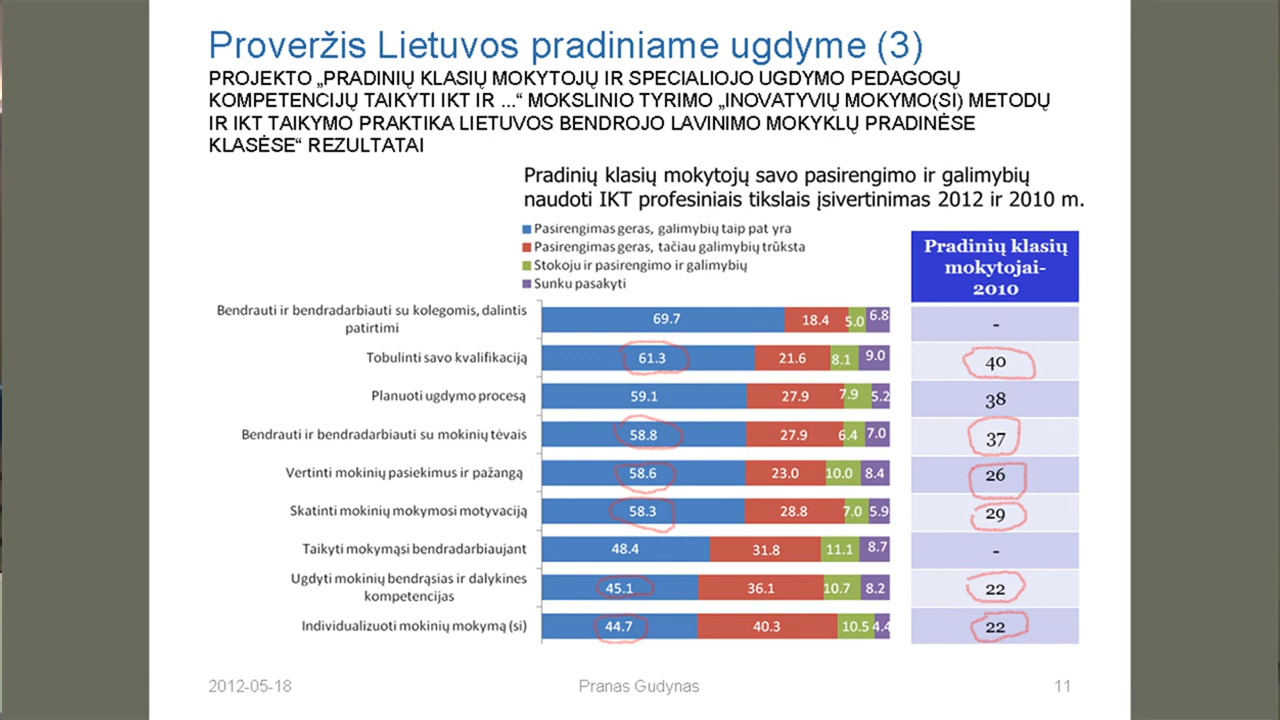 Proveržis Lietuvos pradiniame ugdyme (3)
PROJEKTO „PRADINIŲ KLASIŲ MOKYTOJŲ IR SPECIALIOJO UGDYMO PEDAGOGŲ
KOMPETENCIJŲ TAIKYTI IKT IR ...“ MOKSLINIO TYRIMO „INOVATYVIŲ MOKYMO(SI) METODŲ
IR IKT TAIKYMO PRAKTIKA LIETUVOS BENDROJO LAVINIMO MOKYKLŲ PRADINĖSE
KLASĖSE“ REZULTATAI
Pradinių klasių mokytojų savo pasirengimo ir galimybių
naudoti IKT profesiniais tikslais įsivertinimas 2012 ir 2010 m.
Pasirengimas geras, galimybių taip pat yra
Pasirengimas geras, tačiau galimybių trūksta
Stokoju ir pasirengimo ir galimybių
Sunku pasakyti
Pradinių klasių
mokytojai-
2010
Bendrauti ir bendradarbiauti su kolegomis, dalintis
patirtimi
69.7 18.4 5.0 6.8 -
Tobulinti savo kvalifikaciją 61.3 21.6 8.1 9.0 40
Planuoti ugdymo procesą 59.1 27.9 7.9 5.2 38
Bendrauti ir bendradarbiauti su mokinių tėvais 58.8 27.9 6.4 7.0 37
Vertinti mokinių pasiekimus ir pažangą 58.6 23.0 10.0 8.4 26
Skatinti mokinių mokymosi motyvaciją 58.3 28.8 7.0 5.9 29
Taikyti mokymąsi bendradarbiaujant 48.4 31.8 11.1 8.7 -
Ugdyti mokinių bendrąsias ir dalykines
kompetencijas
45.1 36.1 10.7 8.2 22
Individualizuoti mokinių mokymą (si) 44.7 40.3 10.5 4.4 22
2012-05-18 Pranas Gudynas 11